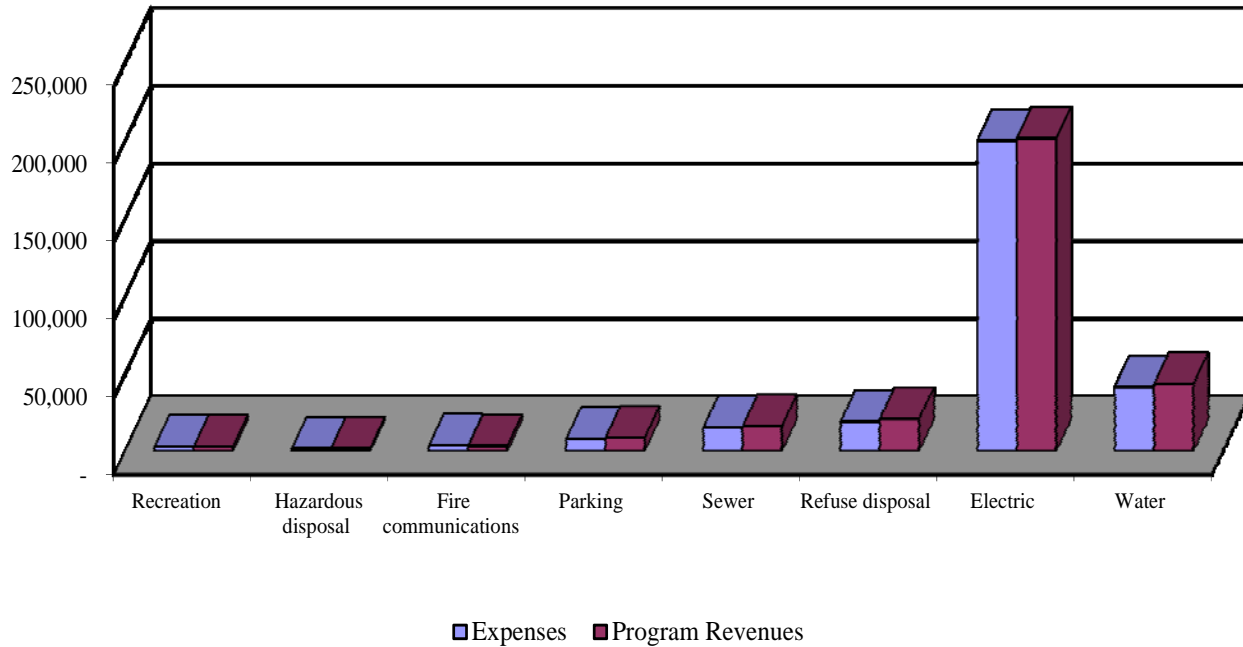 250,000
200,000
150,000
100,000
50,000
-
Recreation
Hazardous
disposal
Fire
communications
Parking
Sewer
Refuse disposal
Electric
Water
Expenses
Program Revenues